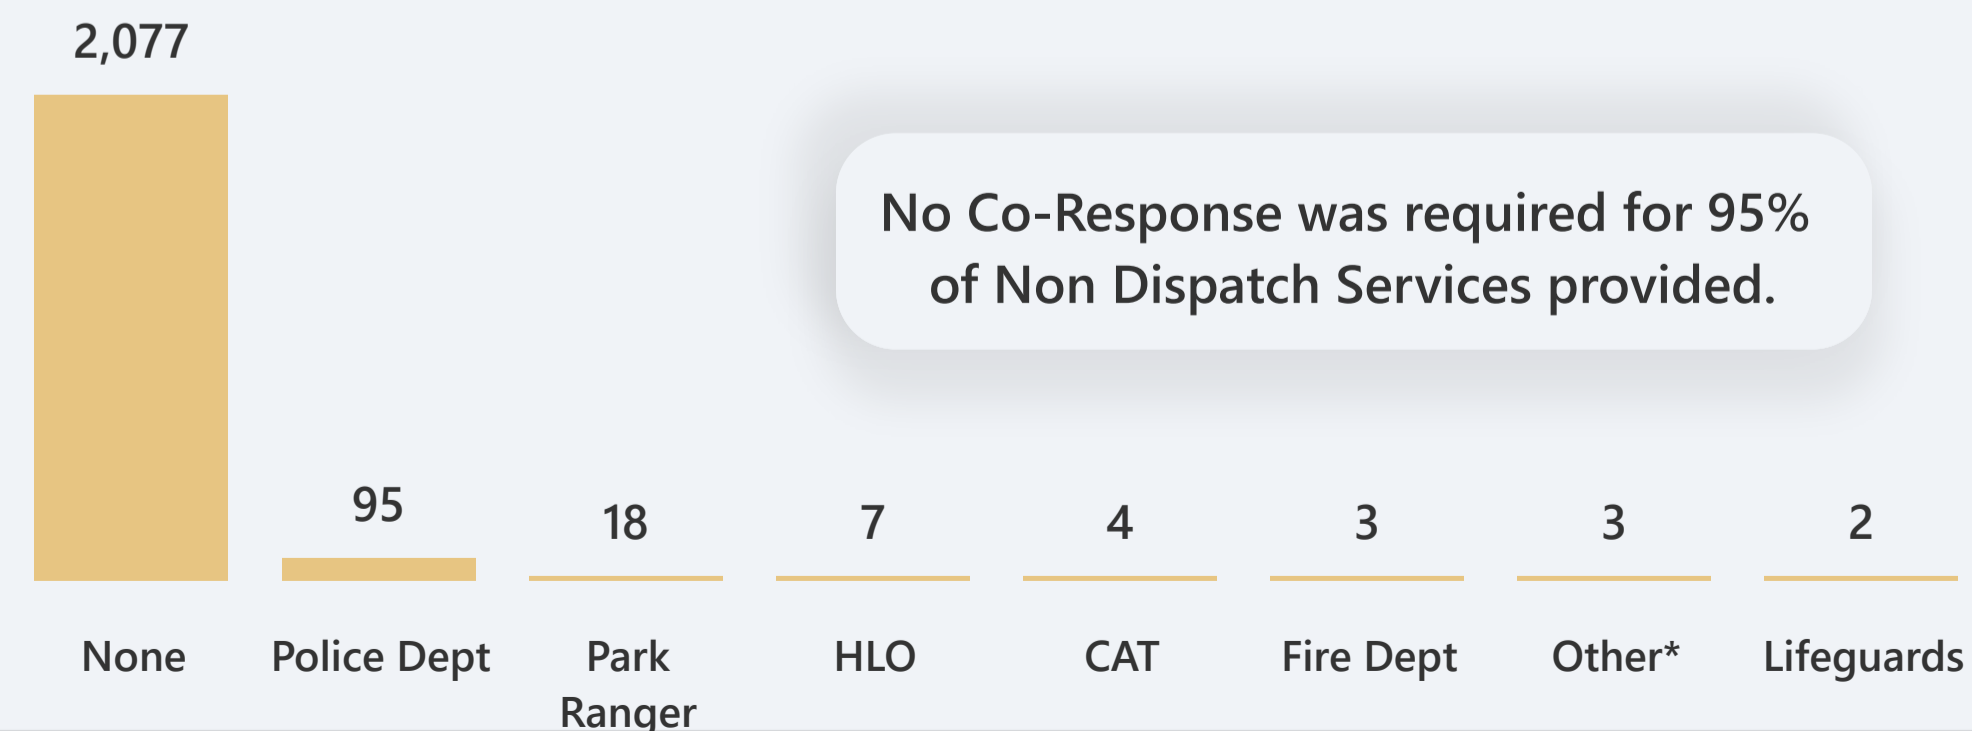 2,077
No Co-Response was required for 95%
of Non Dispatch Services provided.
95
18
7
4
3
3
2
None
Police Dept
Park
Ranger
HLO
CAT
Fire Dept
Other*
Lifeguards